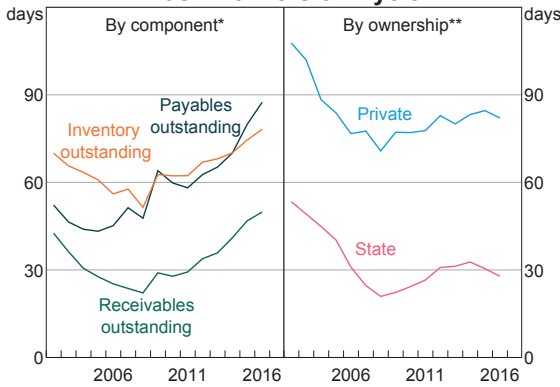 days
days
By component*
By ownership**
90
90
60
60
30
30
0
0
Payables
outstanding
Inventory
outstanding
Receivables
outstanding
Private
State
2006
2011
2016
2006
2011
2016